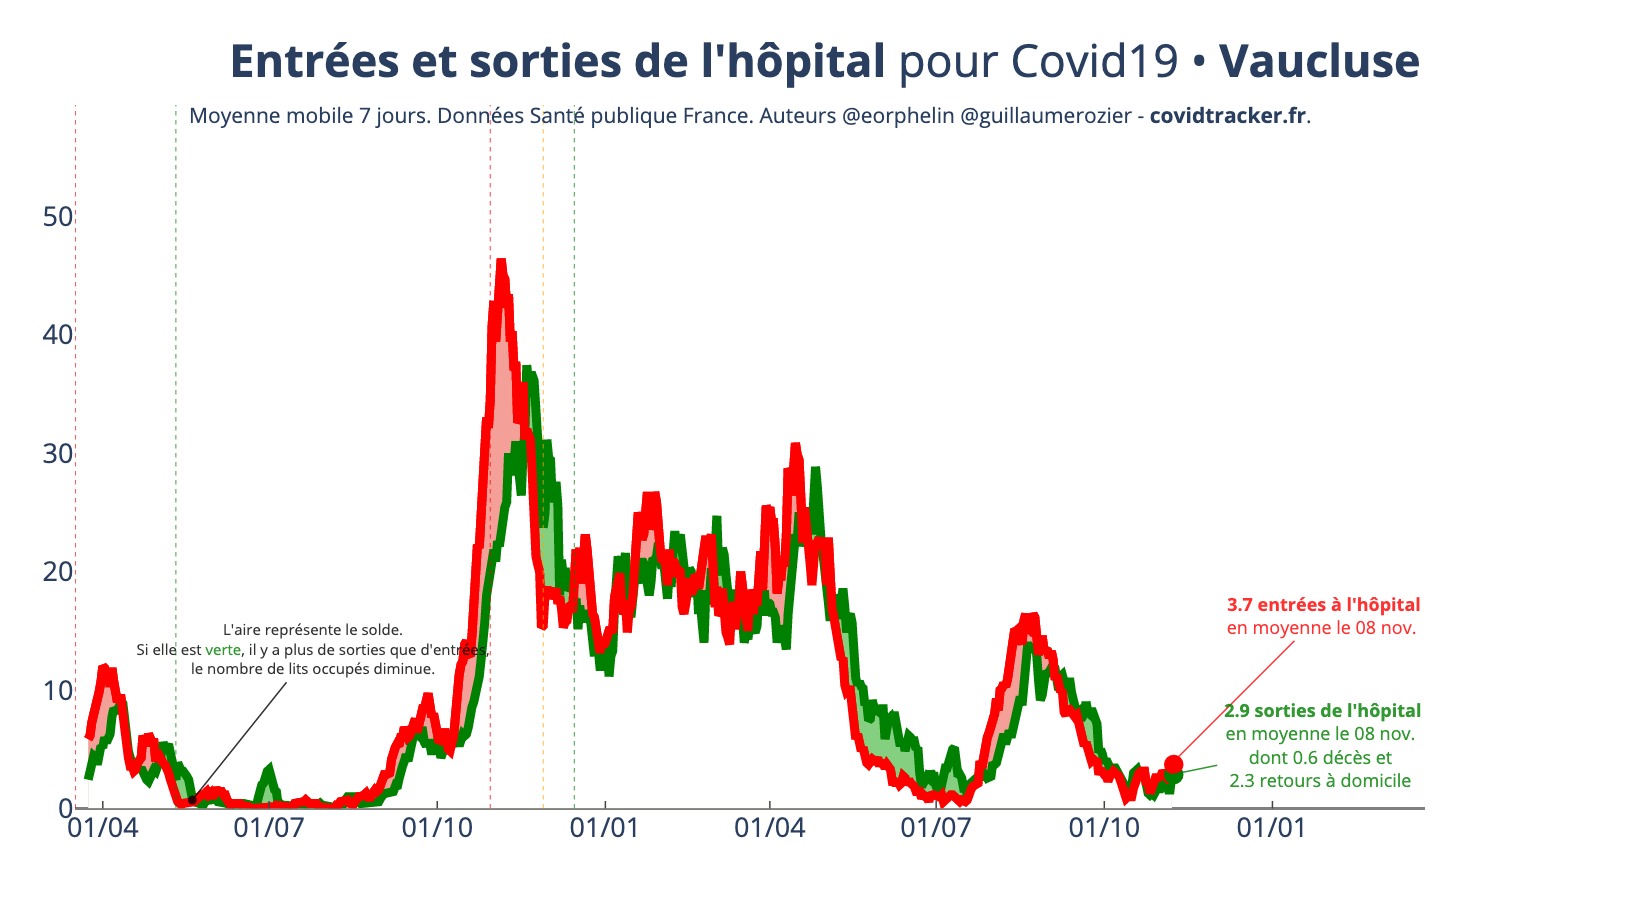 Entrées et sorties de l'hôpital pour Covid19 • Vaucluse
Moyenne mobile 7 jours. Données Santé publique France. Auteurs @eorphelin @guillaumerozier - covidtracker.fr.
50
40
30
20
10
0
L'aire représente le solde.
Si elle est verte, il y a plus de sorties que d'entrées,
le nombre de lits occupés diminue.
3.7 entrées à l'hôpital
en moyenne le 08 nov.
2.9 sorties de l'hôpital
en moyenne le 08 nov.
dont 0.6 décès et
2.3 retours à domicile
01/04 01/07 01/10 01/01 01/04 01/07 01/10 01/01